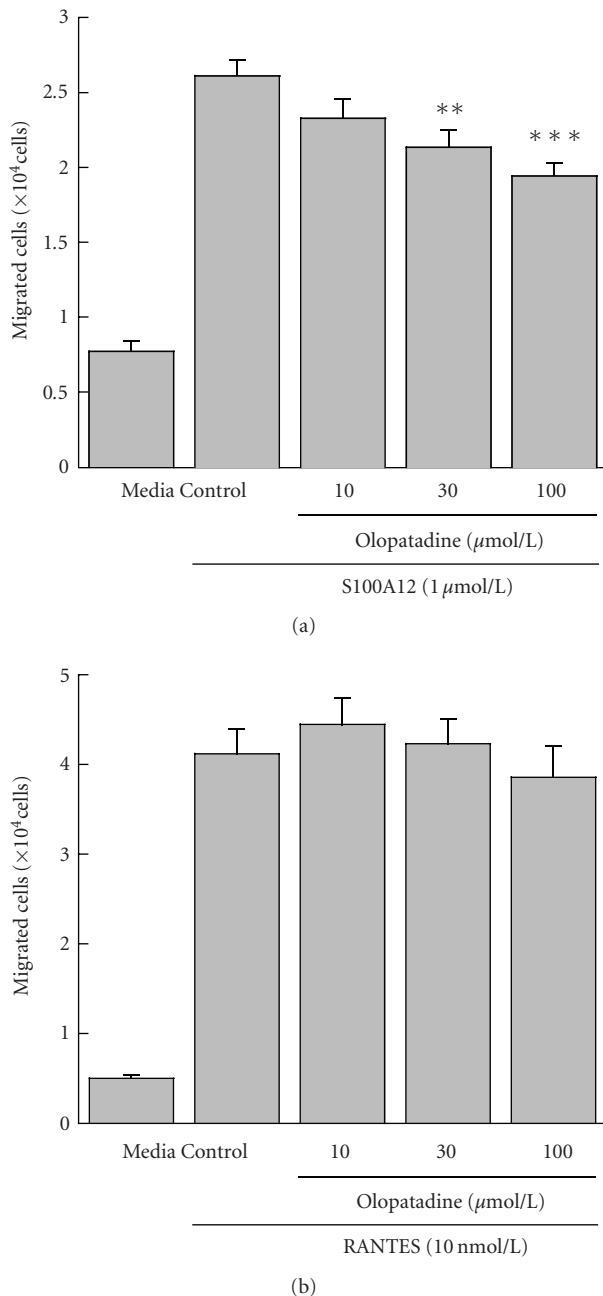 3
2.5
2
1.5
1
0.5
0
Migrated cells (×10⁴cells)
∗∗
∗∗∗
Media Control 10 30 100
Olopatadine (μmol/L)
S100A12 (1 μmol/L)
(a)
5
4
3
2
1
0
Migrated cells (×10⁴cells)
Media Control 10 30 100
Olopatadine (μmol/L)
RANTES (10 nmol/L)
(b)